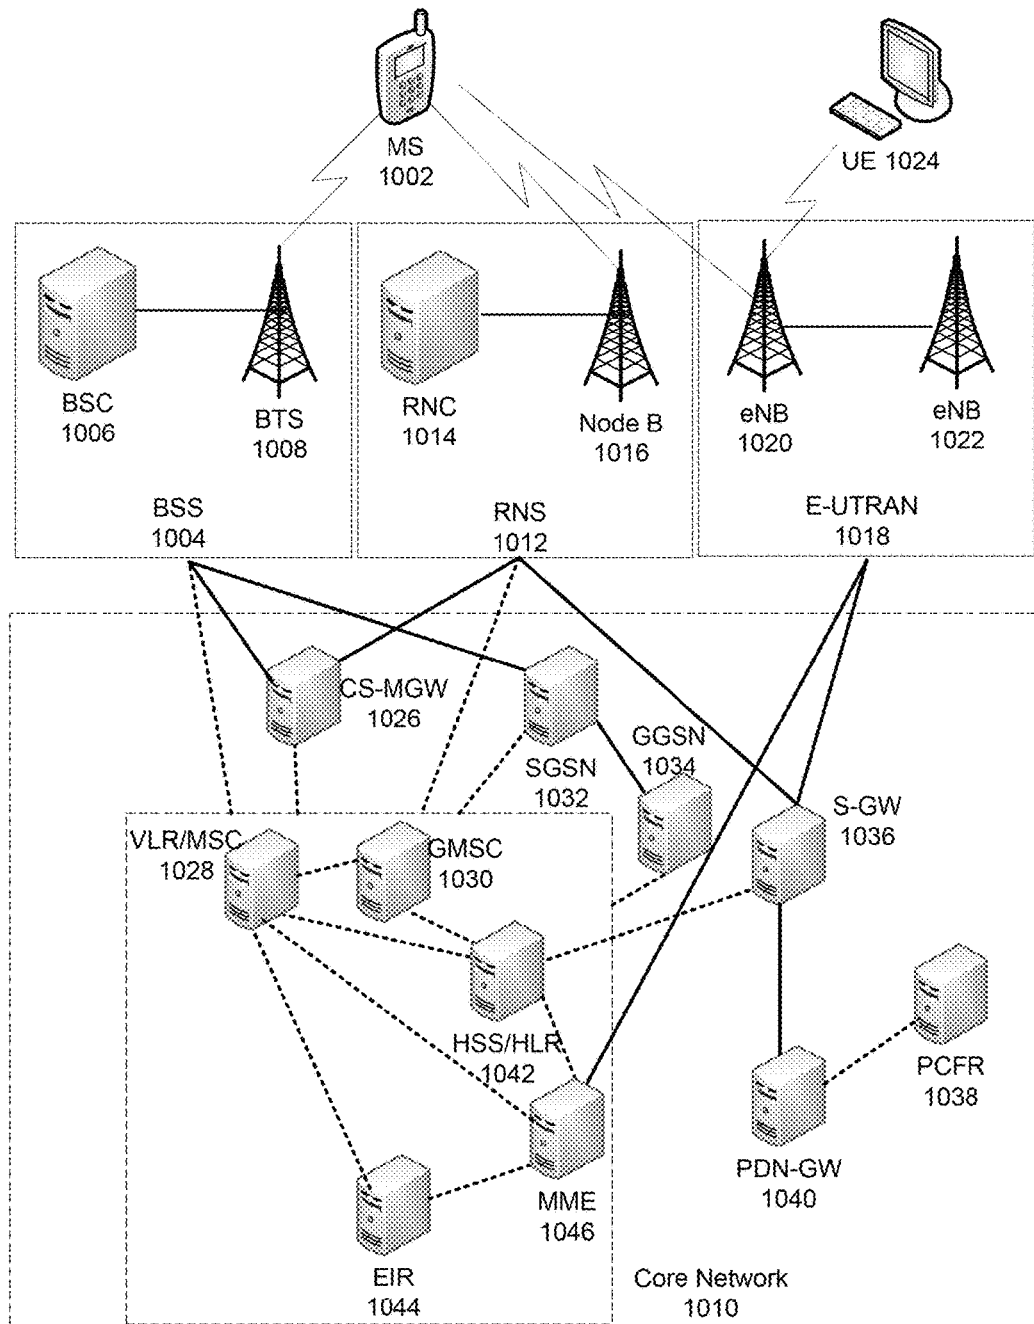 MS
1002
UE 1024
BSC
1006
BTS
1008
RNC
1014
Node B
1016
eNB
1020
eNB
1022
BSS
1004
RNS
1012
E-UTRAN
1018
CS-MGW
1026
SGSN
1032
GGSN
1034
S-GW
1036
VLR/MSC
1028
GMSC
1030
HSS/HLR
1042
PCFR
1038
PDN-GW
1040
MME
1046
EIR
1044
Core Network
1010